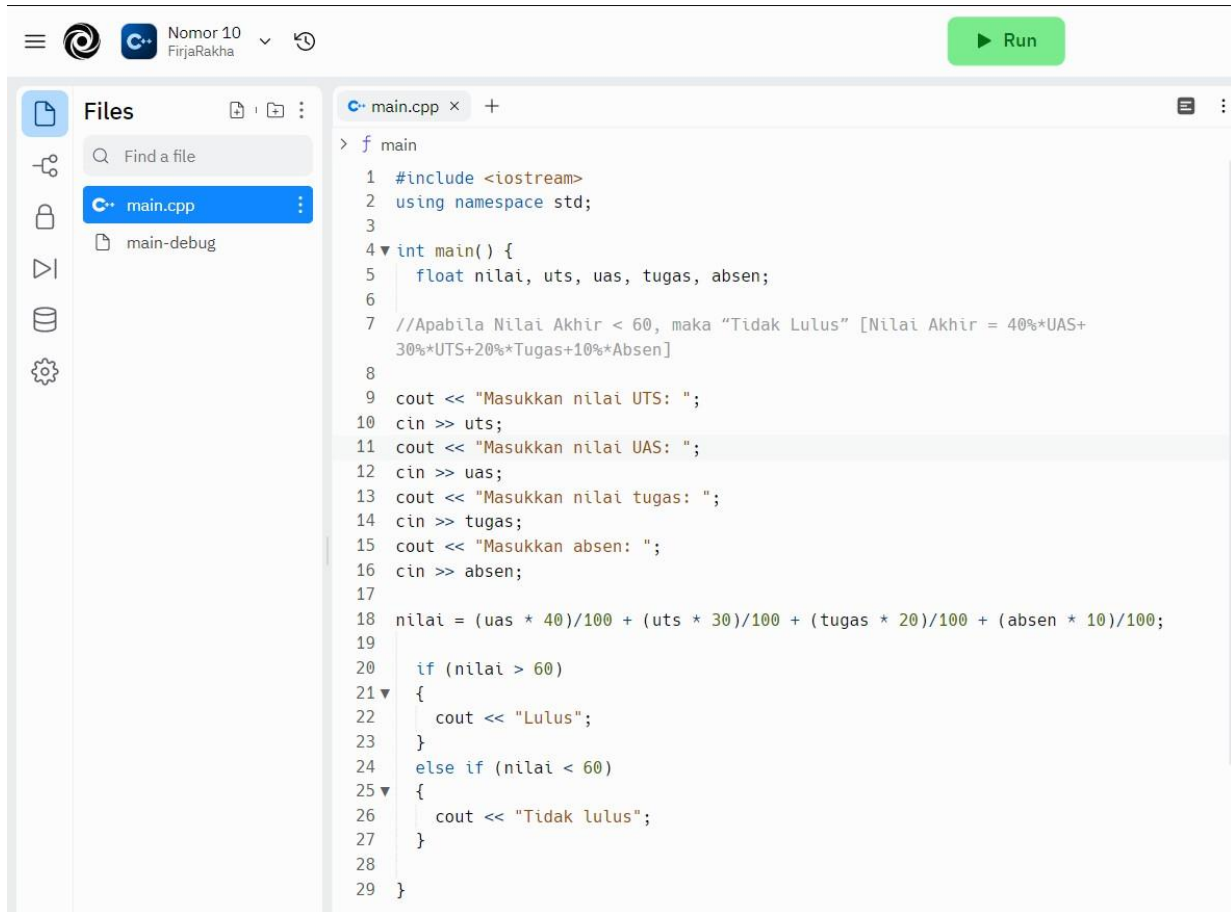 C++ Nomor 10
FirjaRakha
Run
Files
Find a file
C++ main.cpp
main-debug
C++ main.cpp × +
> ƒ main
1 #include <iostream>
2 using namespace std;
3
4 int main() {
5 float nilai, uts, uas, tugas, absen;
6
7 //Apabila Nilai Akhir < 60, maka “Tidak Lulus” [Nilai Akhir = 40%*UAS+
30%*UTS+20%*Tugas+10%*Absen]
8
9 cout << "Masukkan nilai UTS: ";
10 cin >> uts;
11 cout << "Masukkan nilai UAS: ";
12 cin >> uas;
13 cout << "Masukkan nilai tugas: ";
14 cin >> tugas;
15 cout << "Masukkan absen: ";
16 cin >> absen;
17
18 nilai = (uas * 40)/100 + (uts * 30)/100 + (tugas * 20)/100 + (absen * 10)/100;
19
20 if (nilai > 60)
21 {
22 cout << "Lulus";
23 }
24 else if (nilai < 60)
25 {
26 cout << "Tidak lulus";
27 }
28
29 }